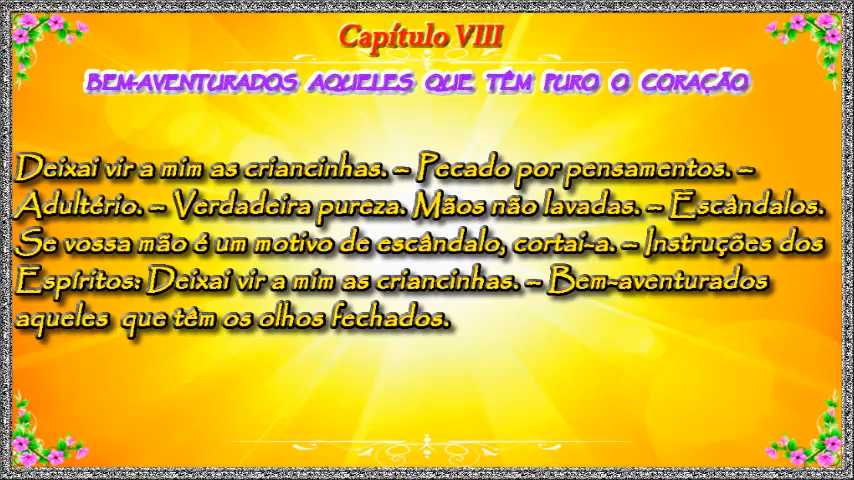 Capítulo VIII
BEM-AVENTURADOS AQUELES QUE TÊM PURO O CORAÇÃO
Deixai vir a mim as criancinhas. – Pecado por pensamentos. –
Adultério. – Verdadeira pureza. Mãos não lavadas. – Escândalos.
Se vossa mão é um motivo de escândalo, cortai-a. – Instruções dos
Espíritos: Deixai vir a mim as criancinhas. – Bem-aventurados
aqueles que têm os olhos fechados.